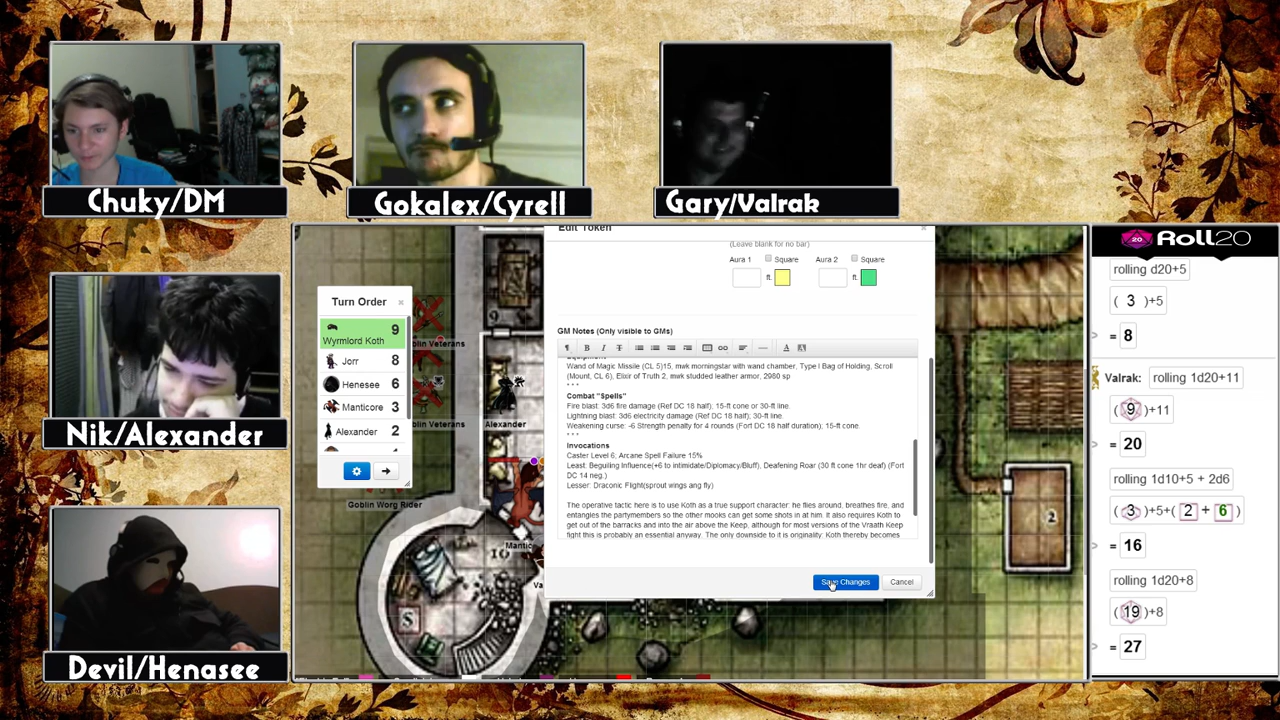 Chuky/DM
Gokalex/Cyrell
Gary/Valrak
Nik/Alexander
Devil/Henasee
Turn Order ×
Wyrmlord Koth 9
Jorr 8
Henesee 6
Manticore 3
Alexander 2
Goblin Veterans
Goblin Veterans
Alexander
Goblin Worg Rider
9
10
S
2
Edit Token
(Leave blank for no bar)
Aura 1 Square Aura 2 Square
ft. ft.
GM Notes (Only visible to GMs)
Equipment
Wand of Magic Missile (CL 5)15, mwk morningstar with wand chamber, Type I Bag of Holding, Scroll
(Mount, CL 6), Elixir of Truth 2, mwk studded leather armor, 2980 sp
* * *
Combat "Spells"
Fire blast: 3d6 fire damage (Ref DC 18 half); 15-ft cone or 30-ft line.
Lightning blast: 3d6 electricity damage (Ref DC 18 half); 30-ft line.
Weakening curse: -6 Strength penalty for 4 rounds (Fort DC 18 half duration); 15-ft cone.
* * *
Invocations
Caster Level 6; Arcane Spell Failure 15%
Least: Beguiling Influence(+6 to intimidate/Diplomacy/Bluff), Deafening Roar (30 ft cone 1hr deaf) (Fort
DC 14 neg.)
Lesser: Draconic Flight(sprout wings ang fly)
The operative tactic here is to use Koth as a true support character: he flies around, breathes fire, and
entangles the partymembers so the other mooks can get some shots in. It also requires Koth to
get out of the barracks and into the air above the Keep, although for most versions of the Vraath Keep
fight this is probably an essential anyway. The only downside to it is originality: Koth thereby becomes
Save Changes Cancel
20 Roll20
rolling d20+5
( 3 )+5
= 8
Valrak: rolling 1d20+11
( 9 )+11
= 20
rolling 1d10+5 + 2d6
( 3 )+5+( 2 + 6 )
= 16
rolling 1d20+8
( 19 )+8
= 27